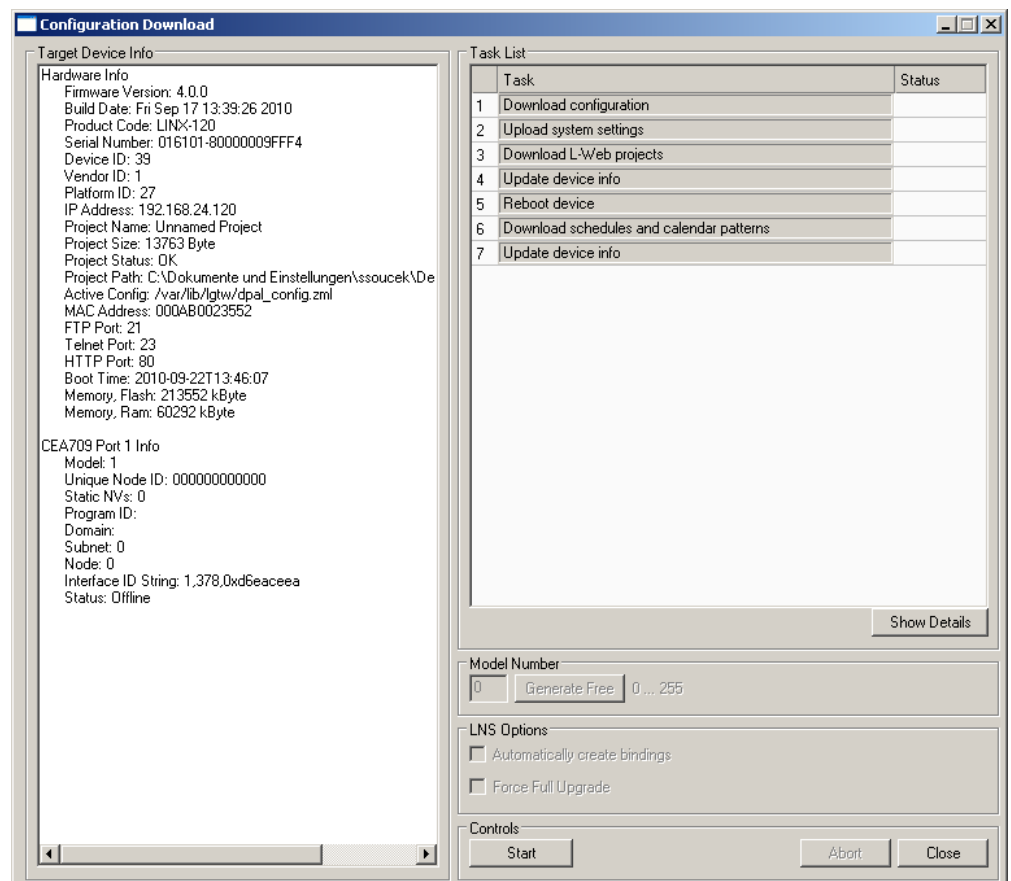 Configuration Download
Target Device Info
Hardware Info
Firmware Version: 4.0.0
Build Date: Fri Sep 17 13:39:26 2010
Product Code: LINX-120
Serial Number: 016101-80000009FFF4
Device ID: 39
Vendor ID: 1
Platform ID: 27
IP Address: 192.168.24.120
Project Name: Unnamed Project
Project Size: 13763 Byte
Project Status: OK
Project Path: C:\Dokumente und Einstellungen\ssoucek\De
Active Config: /var/lib/lgtw/dpal_config.zml
MAC Address: 000AB0023552
FTP Port: 21
Telnet Port: 23
HTTP Port: 80
Boot Time: 2010-09-22T13:46:07
Memory, Flash: 213552 kByte
Memory, Ram: 60292 kByte
CEA709 Port 1 Info
Model: 1
Unique Node ID: 000000000000
Static NVs: 0
Program ID:
Domain:
Subnet: 0
Node: 0
Interface ID String: 1,378,0xd6eaceea
Status: Offline
Task List
Task Status
1 Download configuration
2 Upload system settings
3 Download L-Web projects
4 Update device info
5 Reboot device
6 Download schedules and calendar patterns
7 Update device info
Show Details
Model Number
0 Generate Free 0 ... 255
LNS Options
Automatically create bindings
Force Full Upgrade
Controls
Start Abort Close